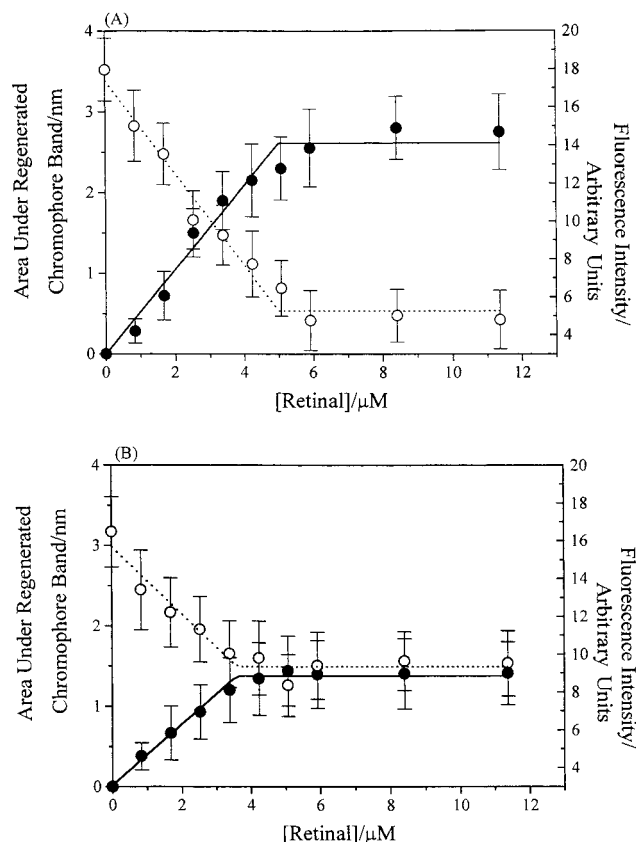 (A)
4
3
2
1
0
Area Under Regenerated
Chromophore Band/nm
20
18
16
14
12
10
8
6
4
Fluorescence Intensity/
Arbitrary Units
0 2 4 6 8 10 12
[Retinal]/μM
(B)
4
3
2
1
0
Area Under Regenerated
Chromophore Band/nm
20
18
16
14
12
10
8
6
4
Fluorescence Intensity/
Arbitrary Units
0 2 4 6 8 10 12
[Retinal]/μM